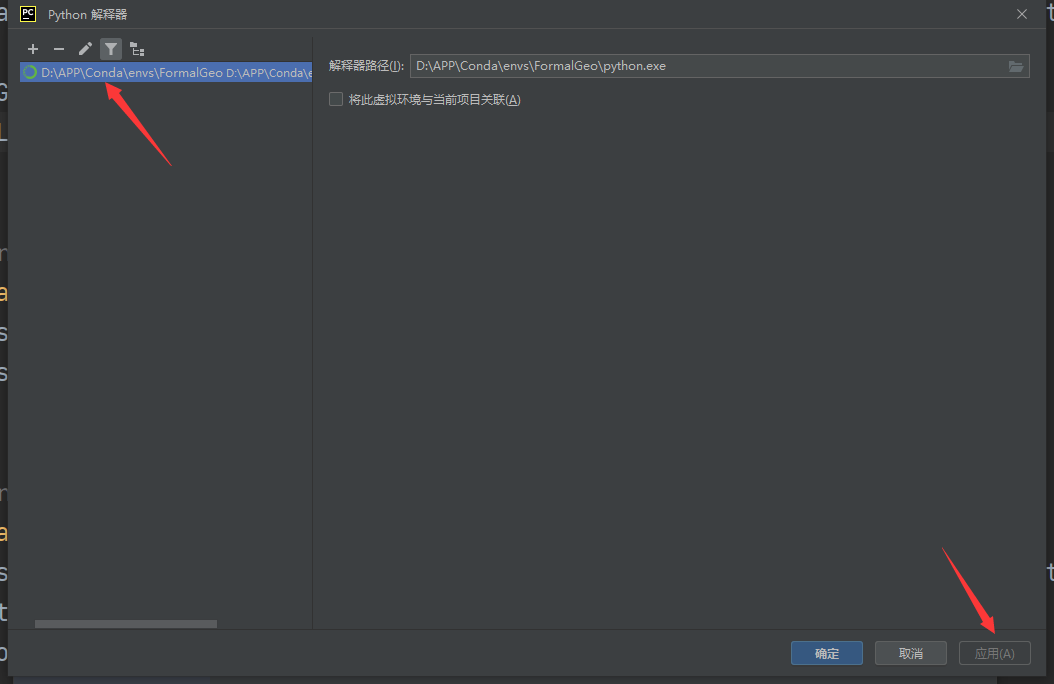 PC Python 解释器
D:\APP\Conda\envs\FormalGeo D:\APP\Conda\e
解释器路径(I): D:\APP\Conda\envs\FormalGeo\python.exe
将此虚拟环境与当前项目关联(A)
确定 取消 应用(A)